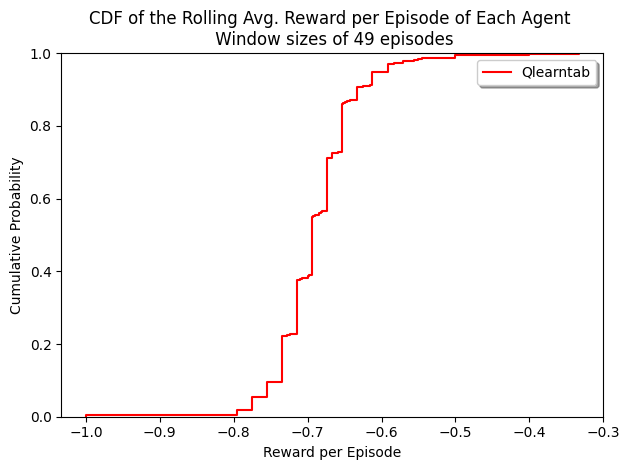 CDF of the Rolling Avg. Reward per Episode of Each Agent
Window sizes of 49 episodes
Qlearntab
Cumulative Probability
1.0
0.8
0.6
0.4
0.2
0.0
−1.0 −0.9 −0.8 −0.7 −0.6 −0.5 −0.4 −0.3
Reward per Episode